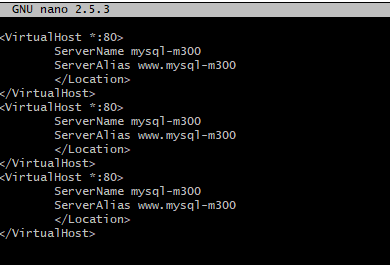 GNU nano 2.5.3
<VirtualHost *:80>
ServerName mysql-m300
ServerAlias www.mysql-m300
</Location>
</VirtualHost>
<VirtualHost *:80>
ServerName mysql-m300
ServerAlias www.mysql-m300
</Location>
</VirtualHost>
<VirtualHost *:80>
ServerName mysql-m300
ServerAlias www.mysql-m300
</Location>
</VirtualHost>